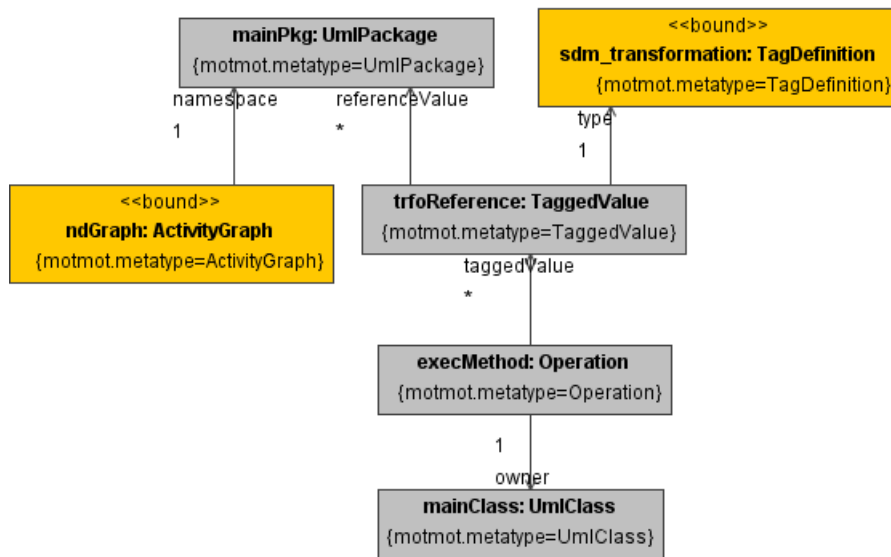 mainPkg: UmlPackage
{motmot.metatype=UmlPackage}
<<bound>>
sdm_transformation: TagDefinition
{motmot.metatype=TagDefinition}
namespace
1
referenceValue
*
type
1
<<bound>>
ndGraph: ActivityGraph
{motmot.metatype=ActivityGraph}
trfoReference: TaggedValue
{motmot.metatype=TaggedValue}
taggedValue
*
execMethod: Operation
{motmot.metatype=Operation}
1
owner
mainClass: UmlClass
{motmot.metatype=UmlClass}